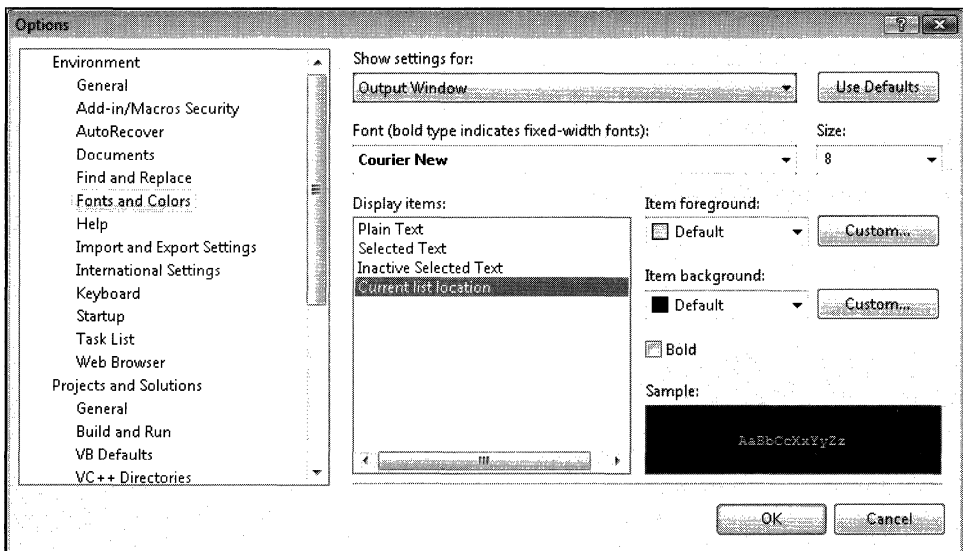 Options
Environment
General
Add-in/Macros Security
AutoRecover
Documents
Find and Replace
Fonts and Colors
Help
Import and Export Settings
International Settings
Keyboard
Startup
Task List
Web Browser
Projects and Solutions
General
Build and Run
VB Defaults
VC++ Directories
Show settings for:
Output Window
Use Defaults
Font (bold type indicates fixed-width fonts):
Size:
Courier New
8
Display items:
Plain Text
Selected Text
Inactive Selected Text
Current list location
Item foreground:
Default
Custom...
Item background:
Default
Custom...
Bold
Sample:
AaBbCcXxYyZz
OK
Cancel